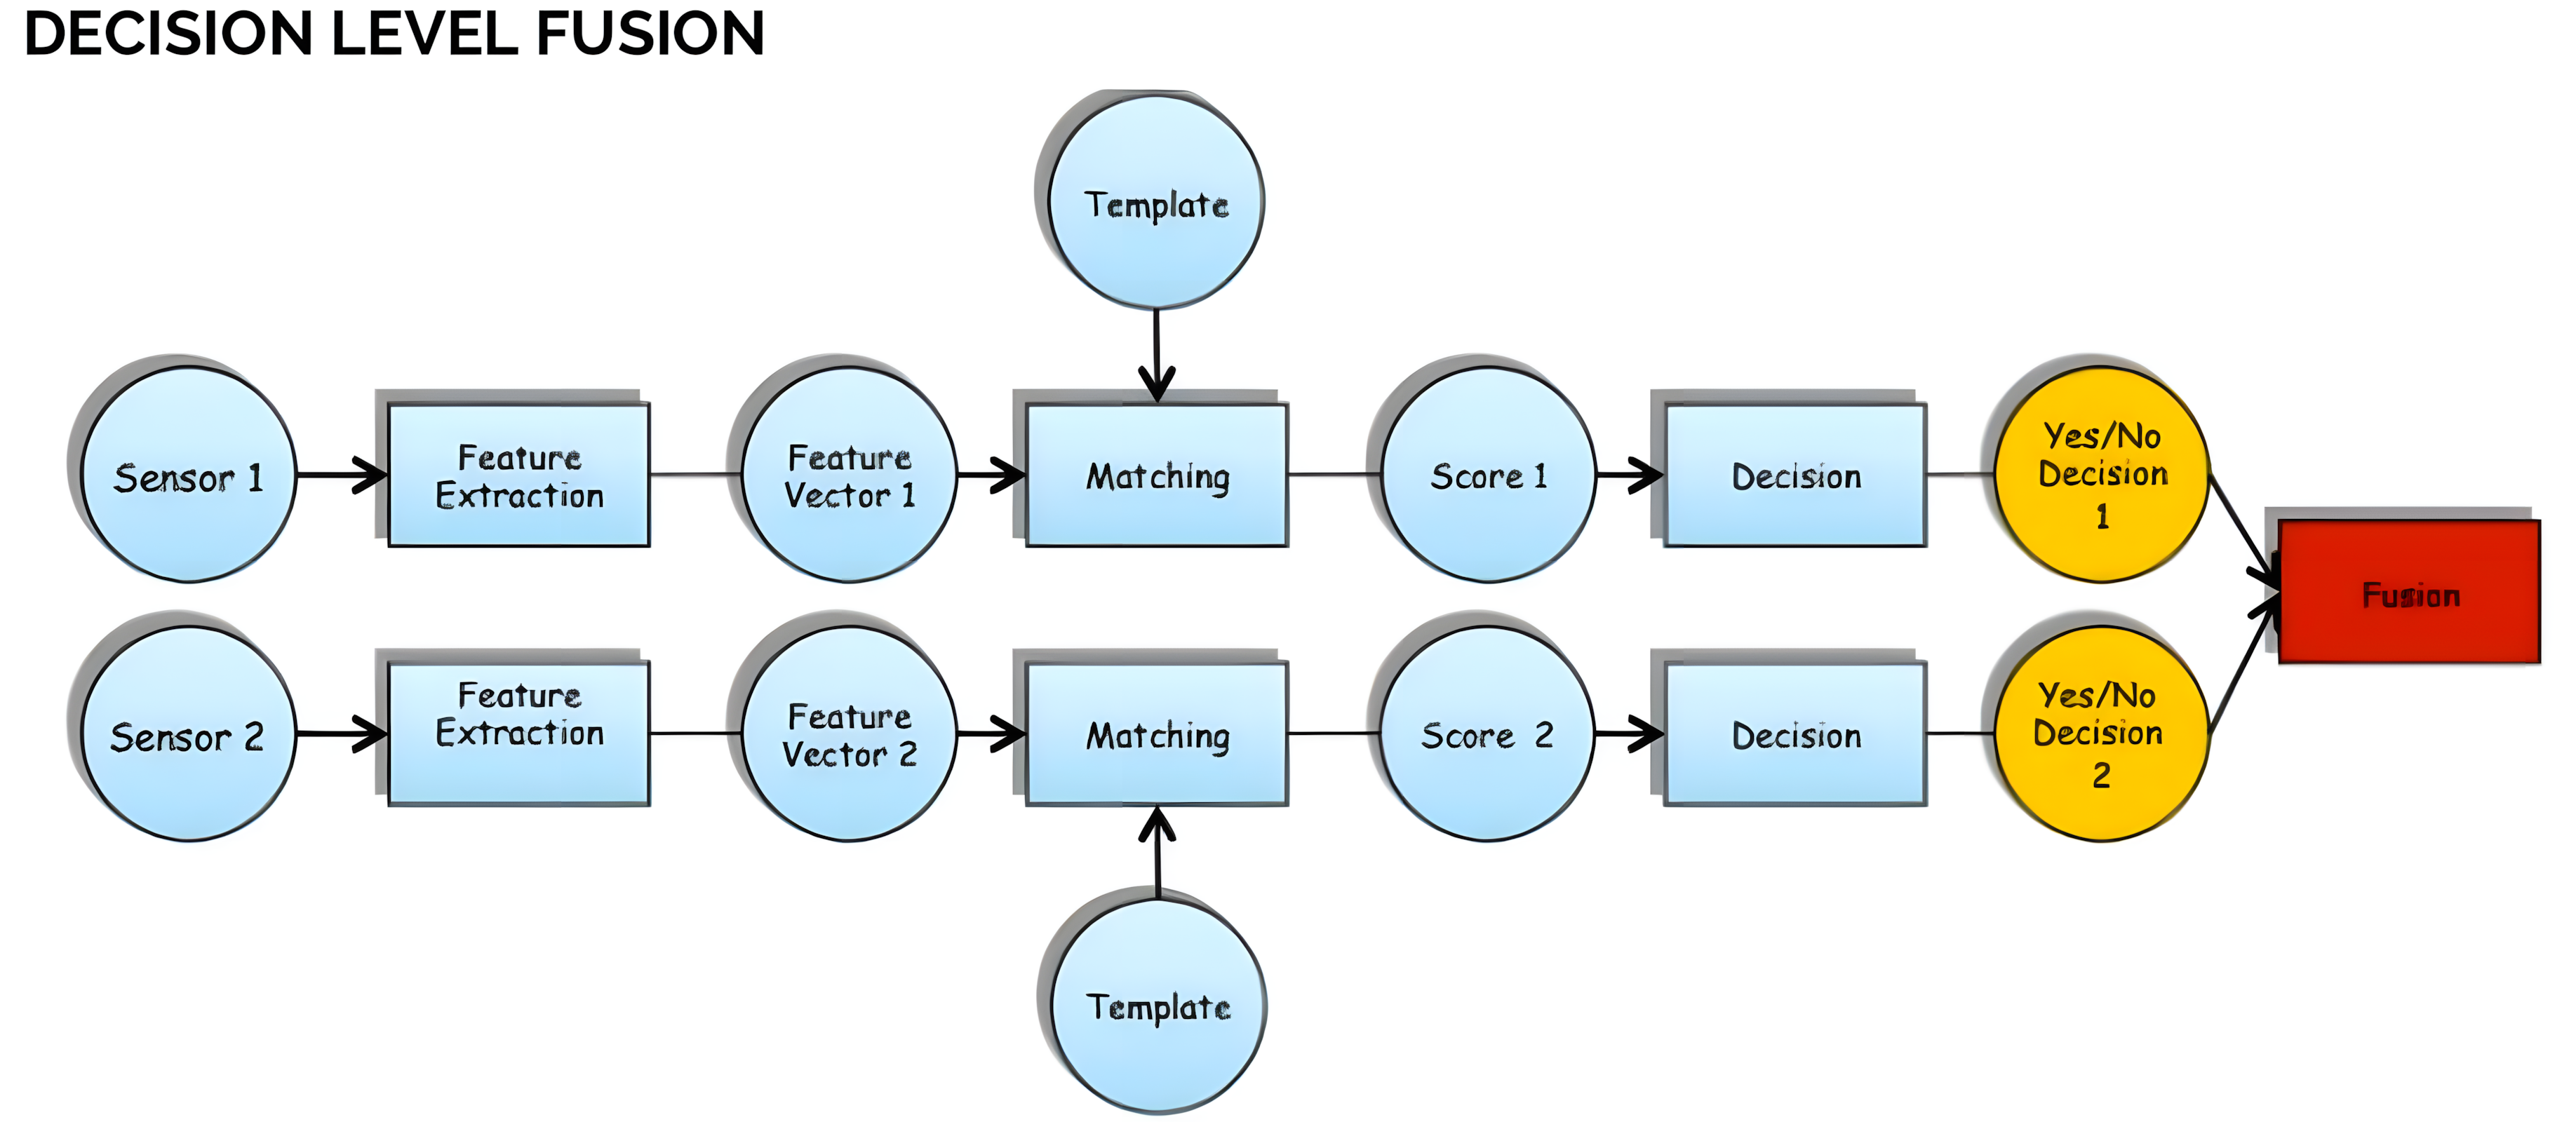 DECISION LEVEL FUSION
Template
Sensor 1
Feature
Extraction
Feature
Vector 1
Matching
Score 1
Decision
Yes/No
Decision
1
Fusion
Sensor 2
Feature
Extraction
Feature
Vector 2
Matching
Score 2
Decision
Yes/No
Decision
2
Template